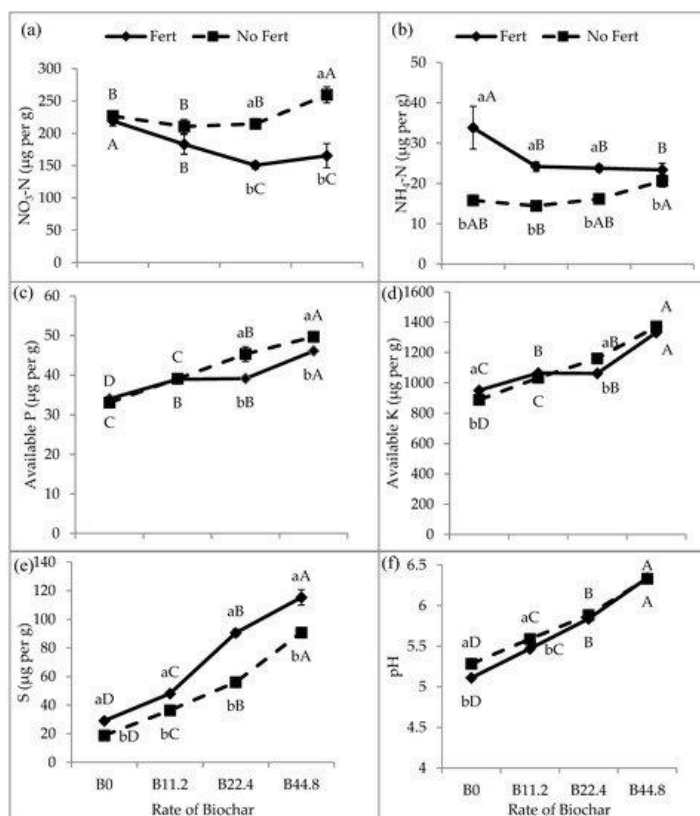 (a) Fert No Fert
NO3-N (µg per g)
300
250
200
150
100
50
0
B B aB aA
A B bC bC
(b) Fert No Fert
NH4-N (µg per g)
50
40
30
20
10
0
aA aB aB B
bAB bB bAB bA
(c)
Available P (µg per g)
60
50
40
30
20
10
0
D C aB aA
C B bB bA
(d)
Available K (µg per g)
1600
1400
1200
1000
800
600
400
200
0
aC B aB A
bD C bB A
(e)
S (µg per g)
140
120
100
80
60
40
20
0
aD aC aB aA
bD bC bB bA
B0 B11.2 B22.4 B44.8
Rate of Biochar
(f)
pH
6.5
6
5.5
5
4.5
4
aD aC B A
bD bC B A
B0 B11.2 B22.4 B44.8
Rate of Biochar